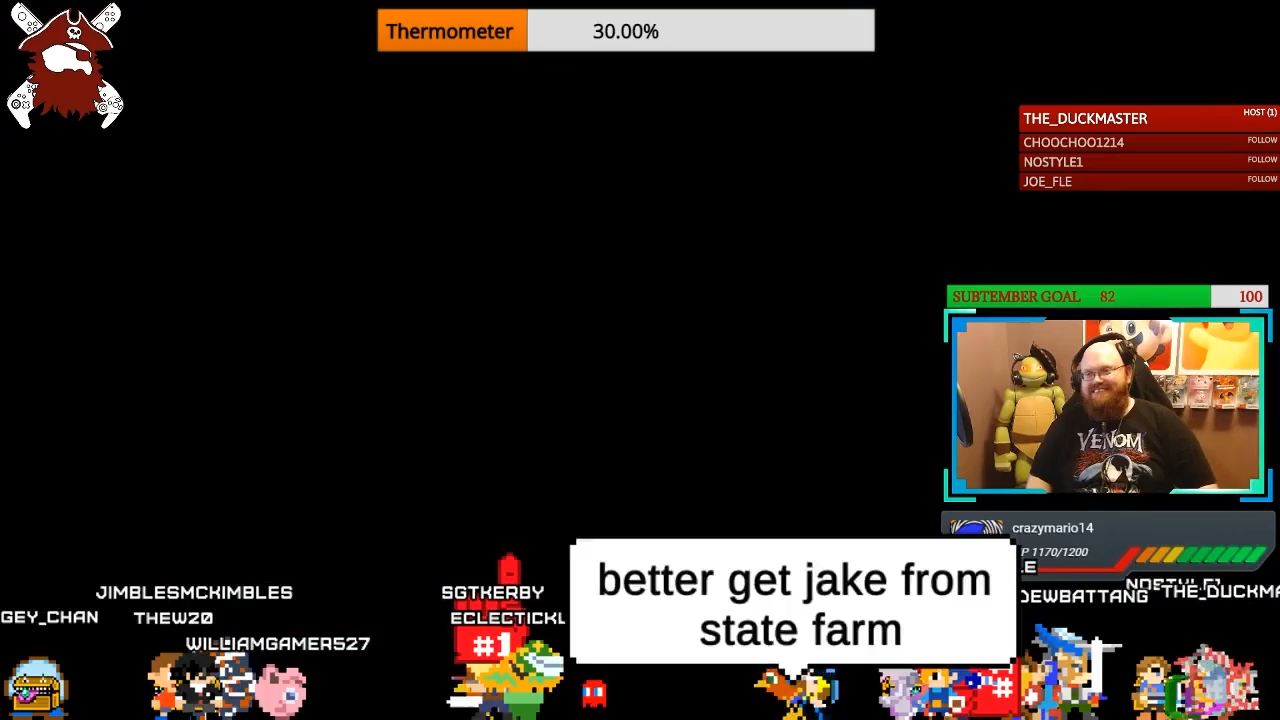 Thermometer 30.00%
THE_DUCKMASTER HOST (1)
CHOOCHOO1214 FOLLOW
NOSTYLE1 FOLLOW
JOE_FLE FOLLOW
SUBTEMBER GOAL 82 100
VENOM
crazymario14
P 1170/1200
better get jake from
state farm
JIMBLESMCKIMBLES
SGTKERBY
GEY_CHAN
THEW20
ECLECTICKL
DEWBATTANG
THE_DUCKMA
WILLIAMGAMER527
#1
#